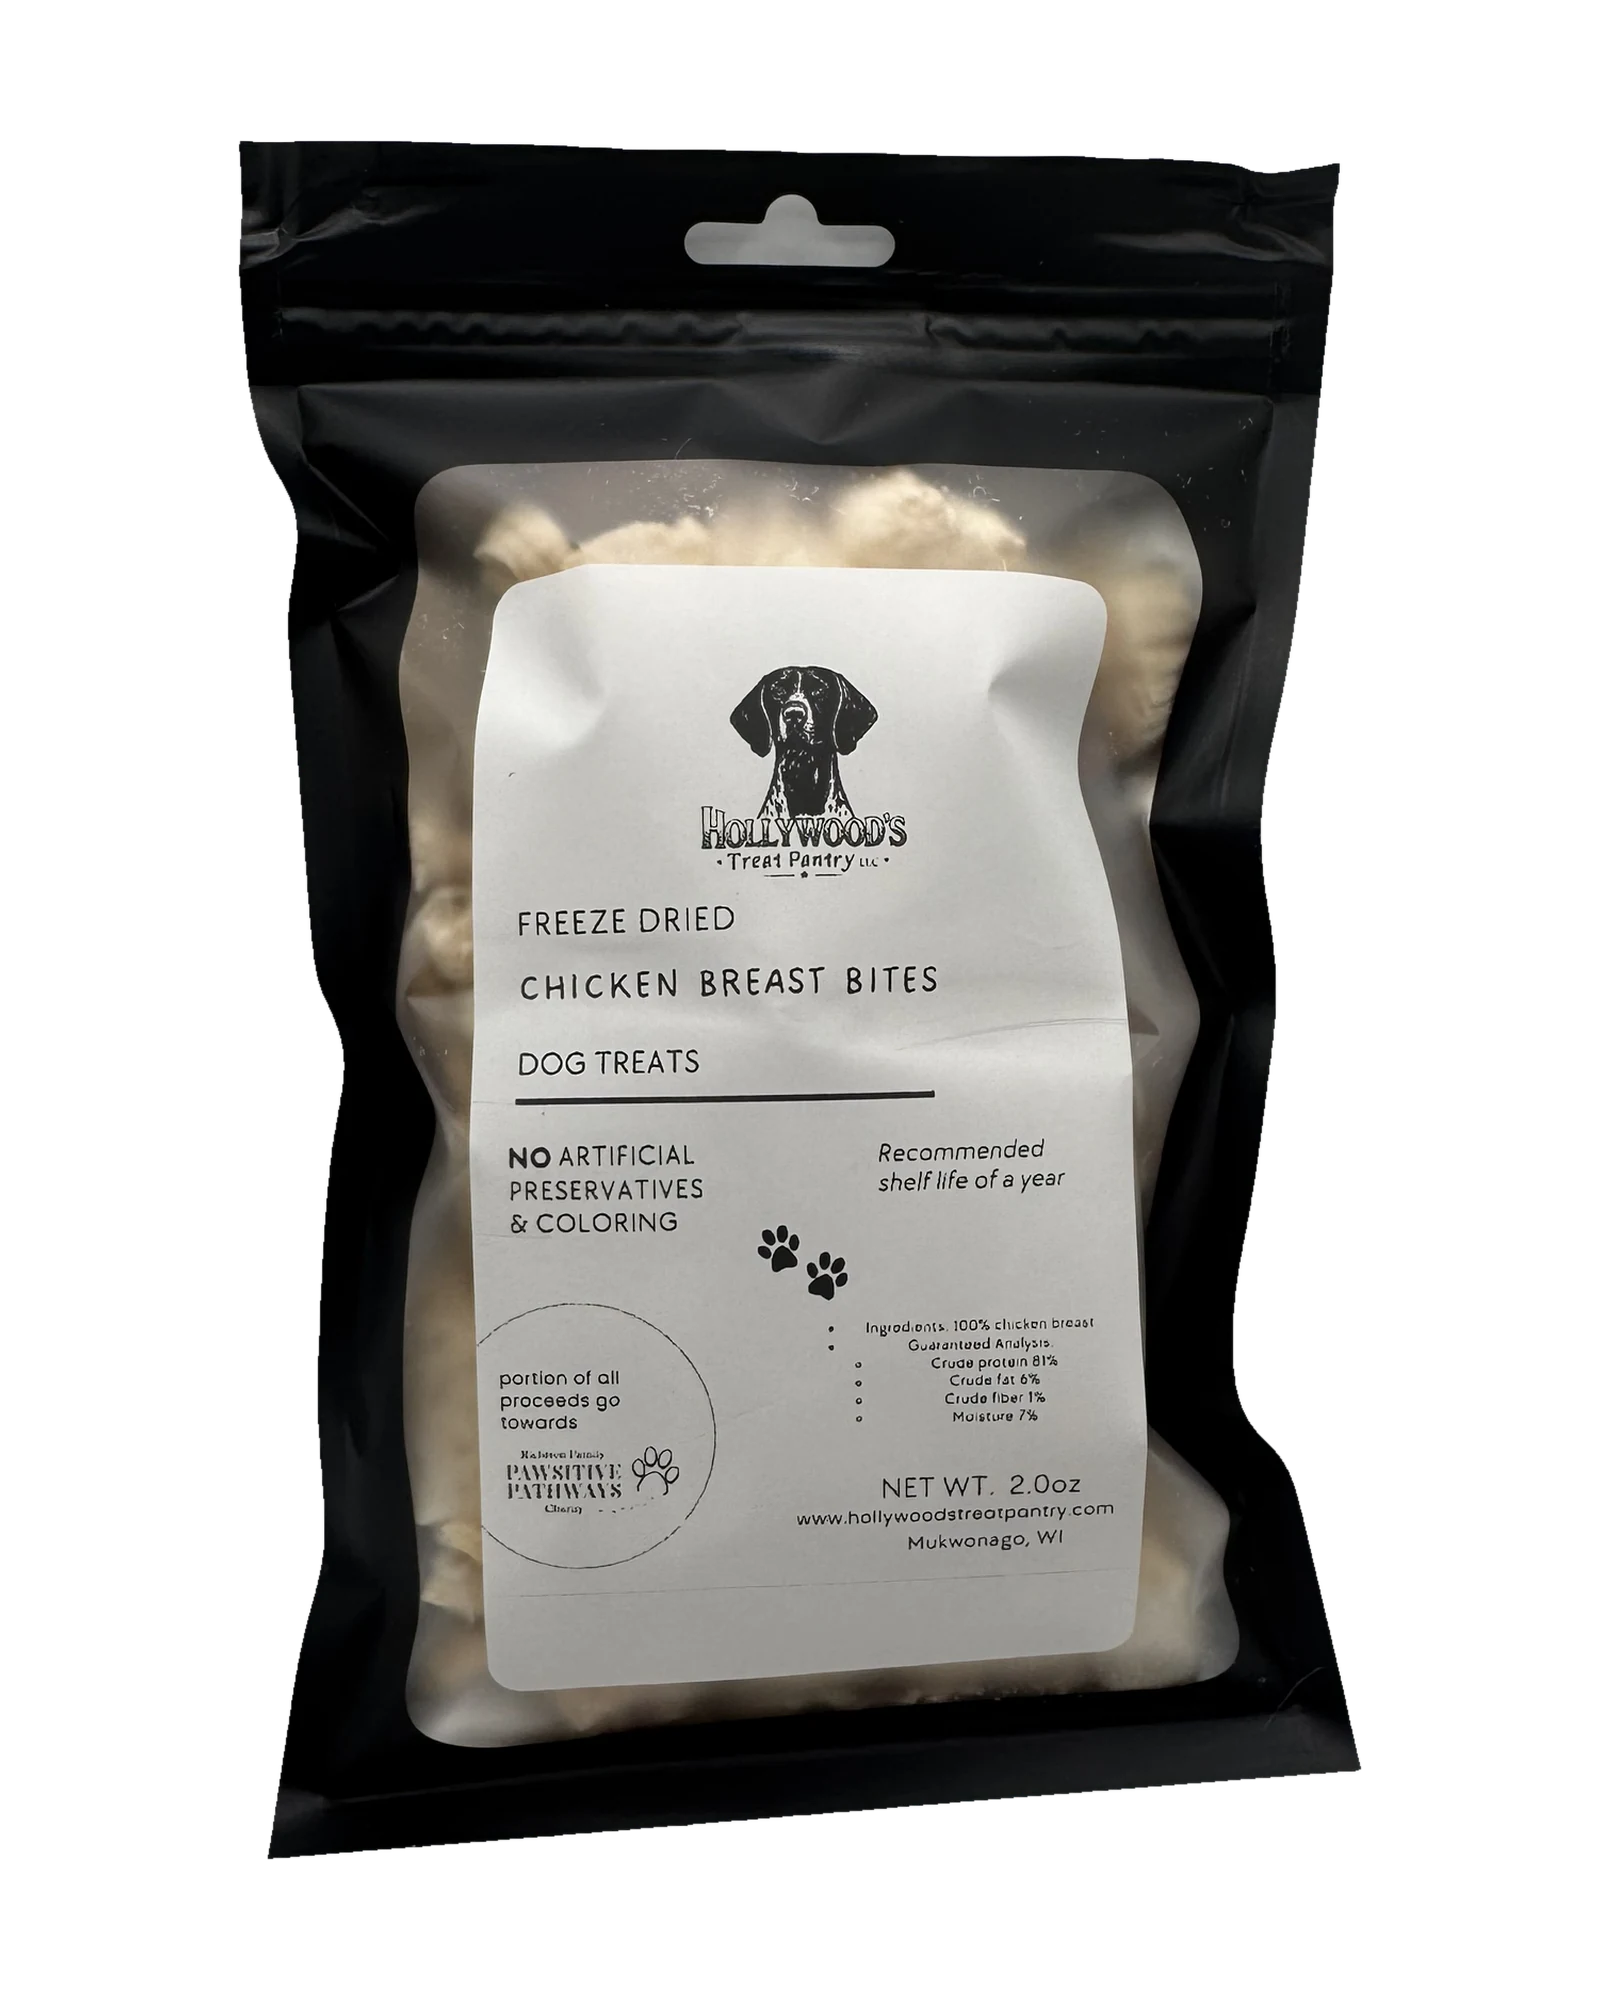 HOLLYWOOD'S
• Treat Pantry LLC •
FREEZE DRIED
CHICKEN BREAST BITES
DOG TREATS
NO ARTIFICIAL
PRESERVATIVES
& COLORING
Recommended
shelf life of a year
• Ingredients. 100% chicken breast
• Guaranteed Analysis.
◦ Crude protein 81%
◦ Crude fat 6%
◦ Crude fiber 1%
◦ Moisture 7%
portion of all
proceeds go
towards
Family
PAWSITIVE
PATHWAYS
Charity
NET WT. 2.0oz
www.hollywoodstreatpantry.com
Mukwonago, WI